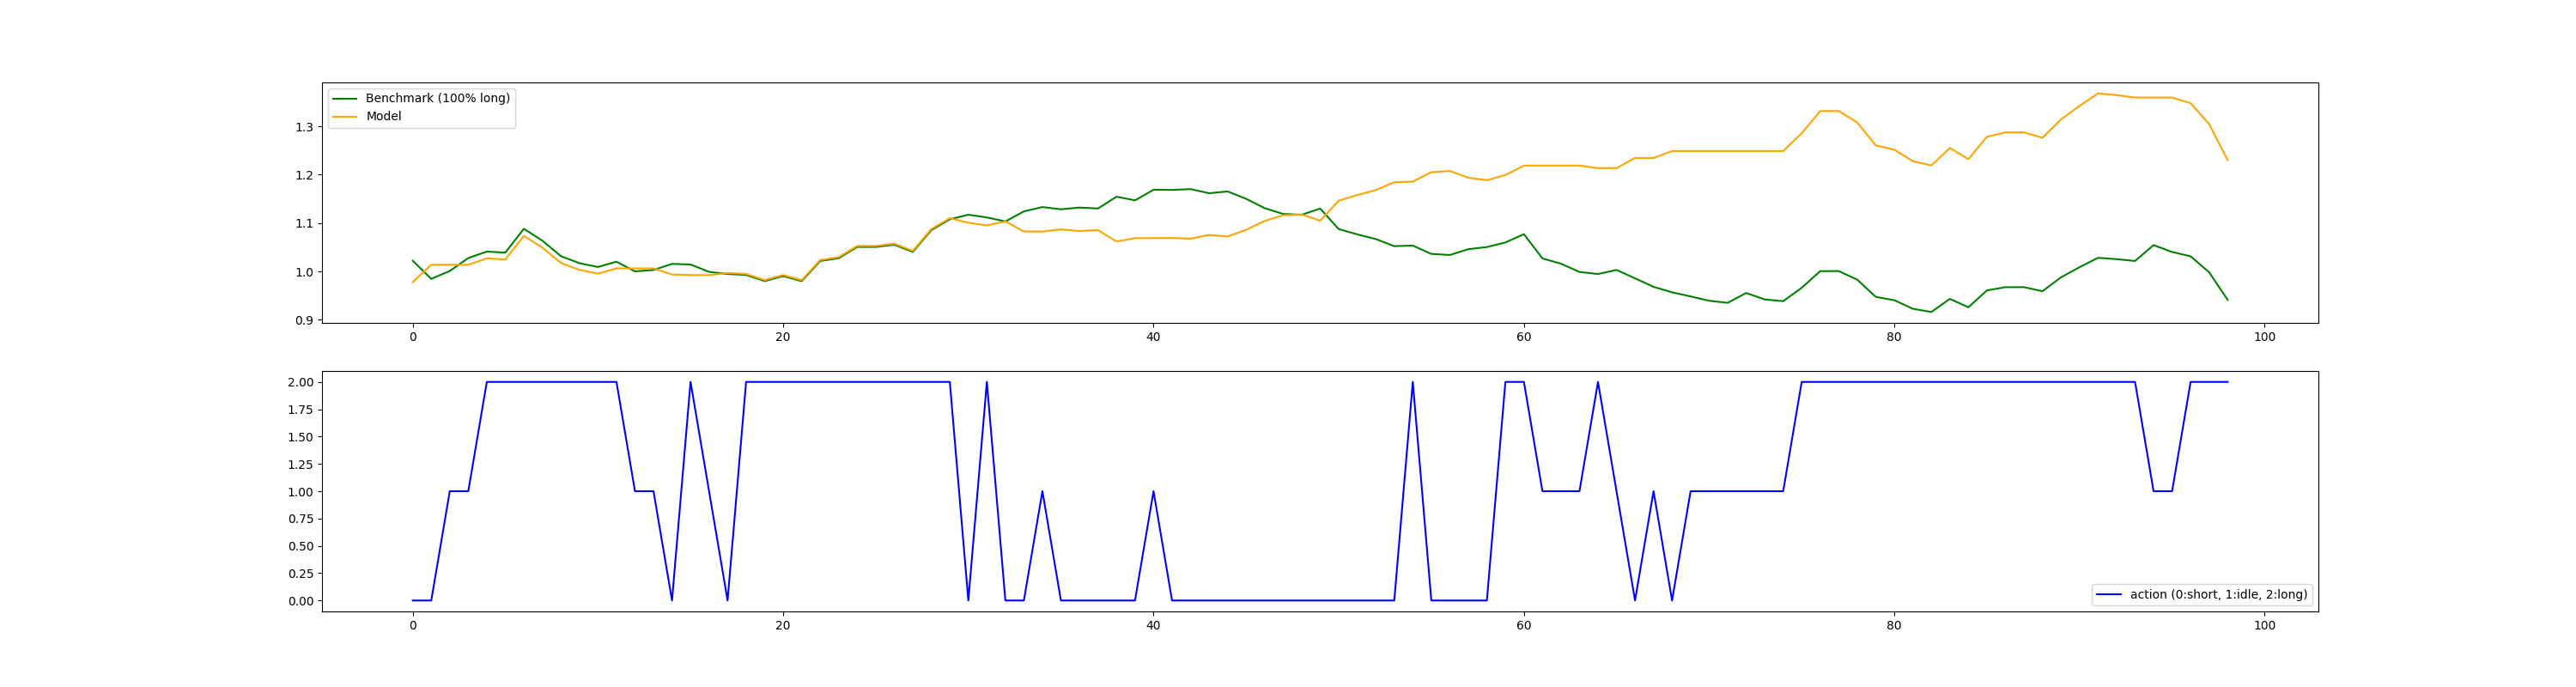 Benchmark (100% long)
Model
1.3
1.2
1.1
1.0
0.9
0 20 40 60 80 100
2.00
1.75
1.50
1.25
1.00
0.75
0.50
0.25
0.00
action (0:short, 1:idle, 2:long)
0 20 40 60 80 100